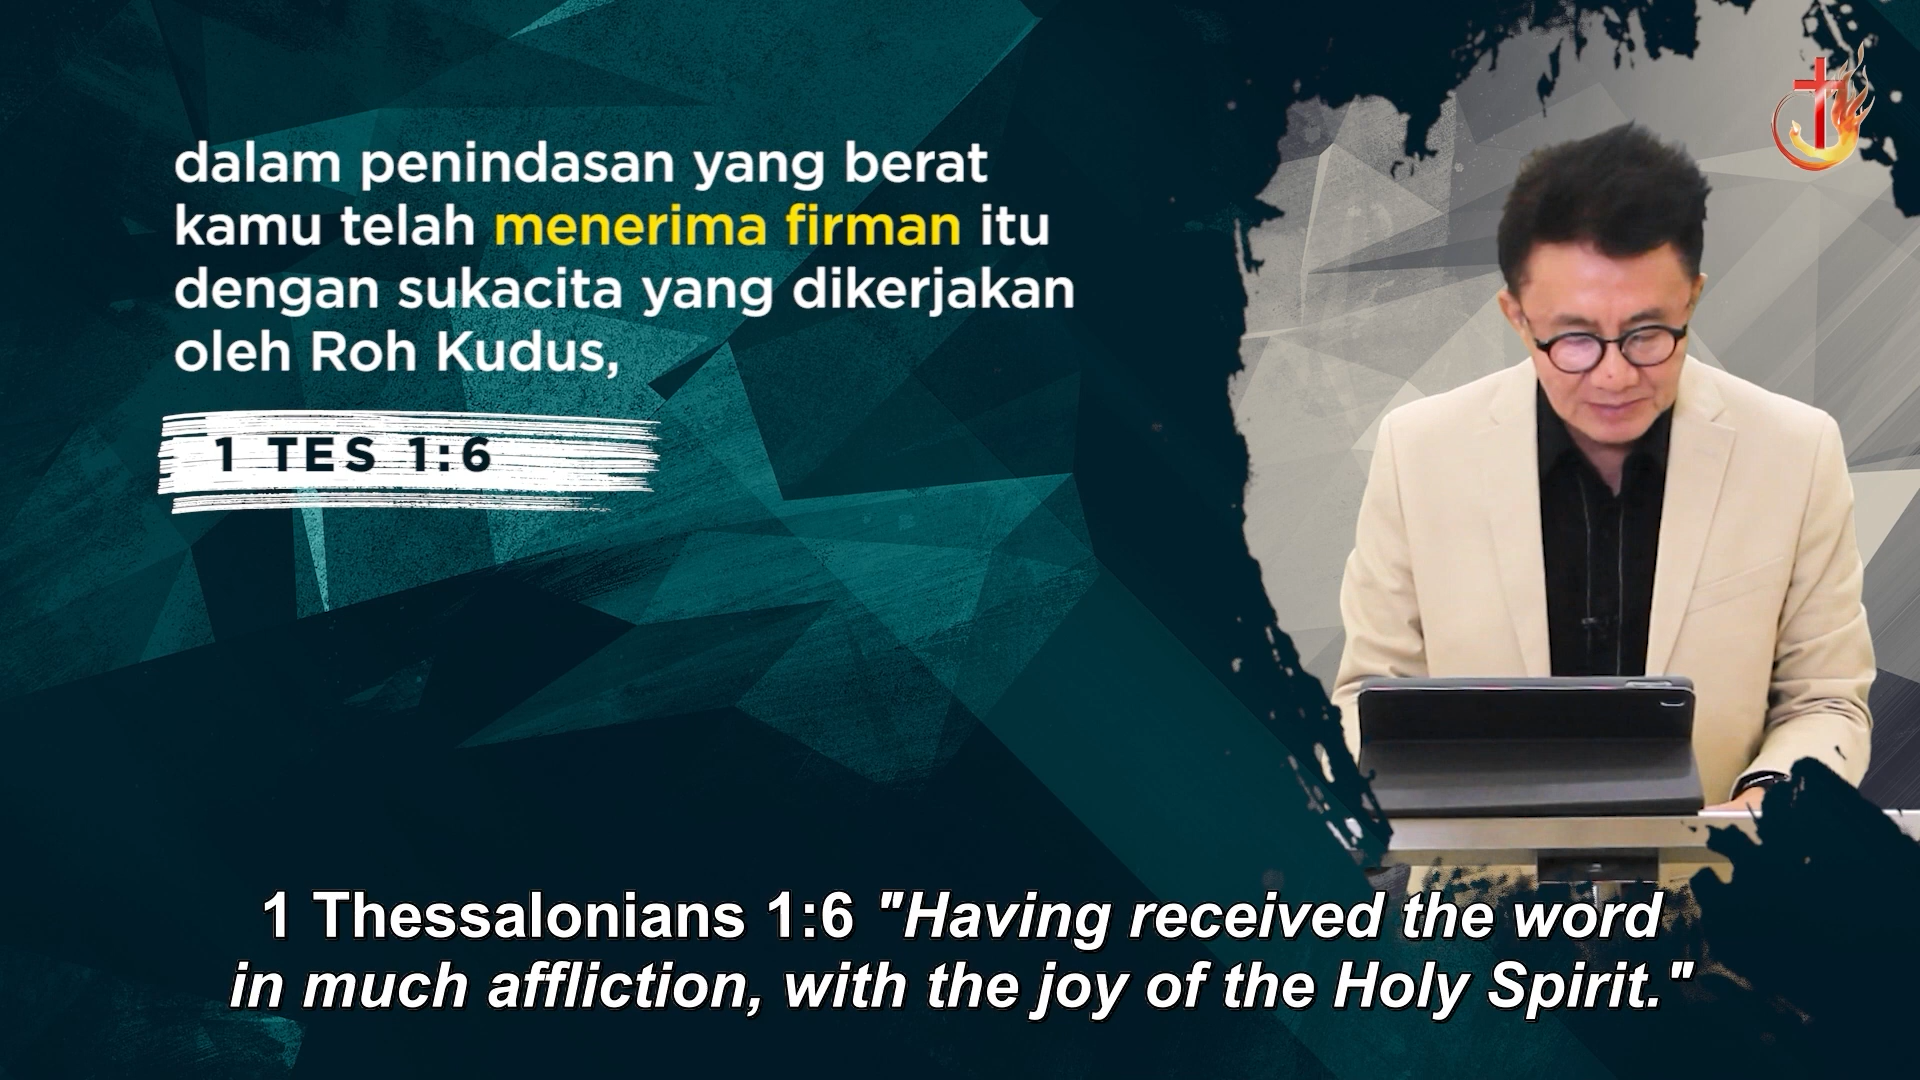 dalam penindasan yang berat
kamu telah menerima firman itu
dengan sukacita yang dikerjakan
oleh Roh Kudus,
1 TES 1:6
1 Thessalonians 1:6 "Having received the word
in much affliction, with the joy of the Holy Spirit."